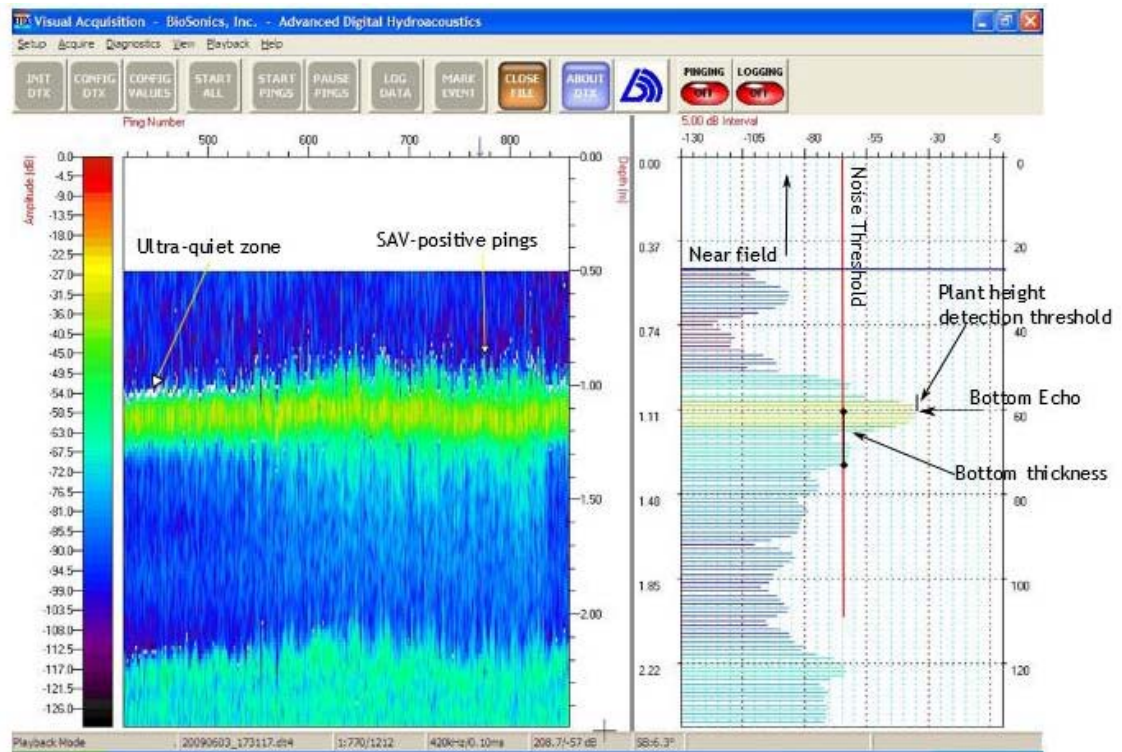 Visual Acquisition - BioSonics, Inc. - Advanced Digital Hydroacoustics
Setup Acquire Diagnostics View Playback Help
INIT DTX
CONFIG DTX
CONFIG VALUES
START ALL
START PINGS
PAUSE PINGS
LOG DATA
MARK EVENT
CLOSE FILE
ABOUT DTX
PINGING OFF
LOGGING OFF
Ping Number
500 600 700 800
Amplitude (dB)
0.0
-4.5
-9.0
-13.5
-18.0
-22.5
-27.0
-31.5
-36.0
-40.5
-45.0
-49.5
-54.0
-58.5
-63.0
-67.5
-72.0
-76.5
-81.0
-85.5
-90.0
-94.5
-99.0
-103.5
-108.0
-112.5
-117.0
-121.5
-126.0
Ultra-quiet zone
SAV-positive pings
0.00
0.50
1.00
1.50
2.00
Depth (m)
5.00 dB Interval
-130 -105 -80 -55 -30 -5
0.00
0.37
0.74
1.11
1.48
1.85
2.22
0
20
40
60
80
100
120
Near field
Noise Threshold
Plant height
detection threshold
Bottom Echo
Bottom thickness
Playback Mode 20090603_173117.dt4 1:770/1212 420kHz/0.10ms 208.7/-57 dB SB:6.3°